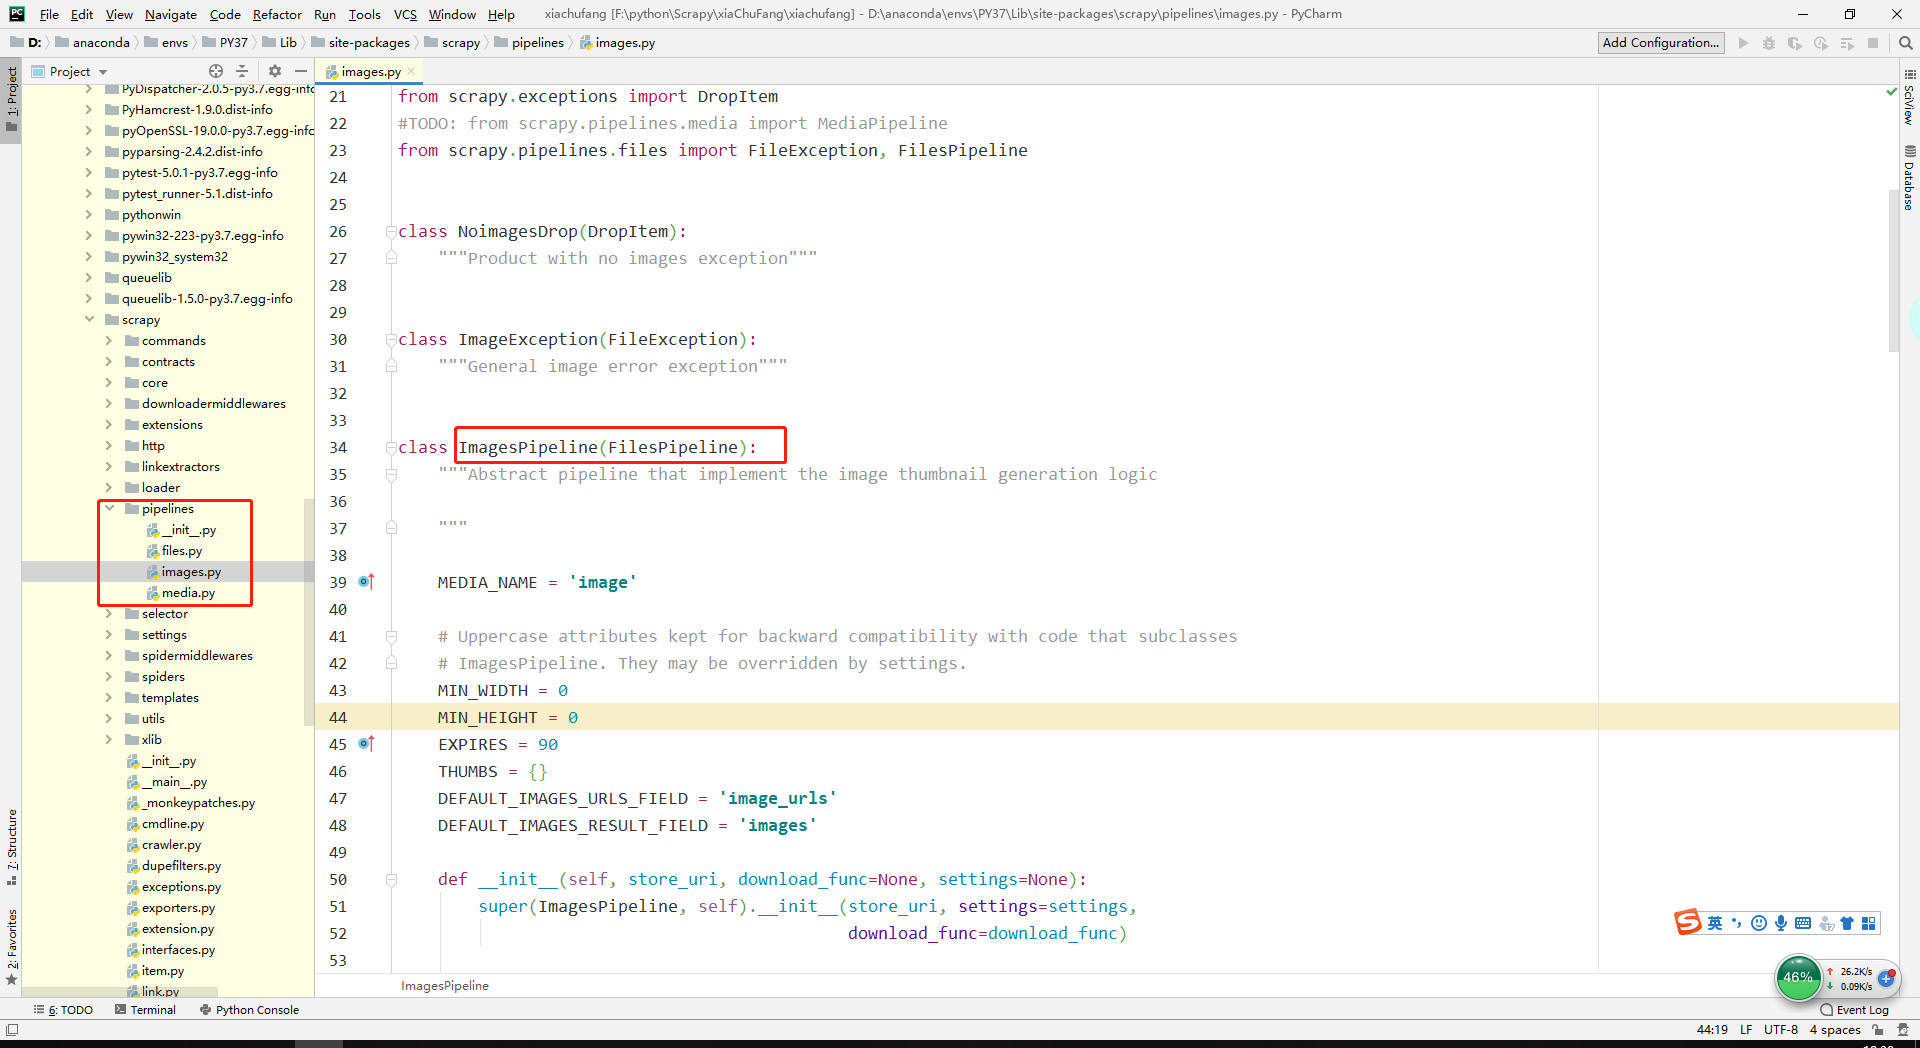 File Edit View Navigate Code Refactor Run Tools VCS Window Help xiachufang [F:\python\Scrapy\xiaChuFang\xiachufang] - D:\anaconda\envs\PY37\Lib\site-packages\scrapy\pipelines\images.py - PyCharm
D: anaconda envs PY37 Lib site-packages scrapy pipelines images.py Add Configuration...
1: Project
Project
images.py
PyDispatcher-2.0.5-py3.7.egg-info
PyHamcrest-1.9.0.dist-info
pyOpenSSL-19.0.0-py3.7.egg-info
pyparsing-2.4.2.dist-info
pytest-5.0.1-py3.7.egg-info
pytest_runner-5.1.dist-info
pythonwin
pywin32-223-py3.7.egg-info
pywin32_system32
queuelib
queuelib-1.5.0-py3.7.egg-info
scrapy
commands
contracts
core
downloadermiddlewares
extensions
http
linkextractors
loader
pipelines
__init__.py
files.py
images.py
media.py
selector
settings
spidermiddlewares
spiders
templates
utils
xlib
__init__.py
__main__.py
_monkeypatches.py
cmdline.py
crawler.py
dupefilters.py
exceptions.py
exporters.py
extension.py
interfaces.py
item.py
link.py
7: Structure
2: Favorites
21 from scrapy.exceptions import DropItem
22 #TODO: from scrapy.pipelines.media import MediaPipeline
23 from scrapy.pipelines.files import FileException, FilesPipeline
24
25
26 class NoimagesDrop(DropItem):
27 """Product with no images exception"""
28
29
30 class ImageException(FileException):
31 """General image error exception"""
32
33
34 class ImagesPipeline(FilesPipeline):
35 """Abstract pipeline that implement the image thumbnail generation logic
36
37 """
38
39 MEDIA_NAME = 'image'
40
41 # Uppercase attributes kept for backward compatibility with code that subclasses
42 # ImagesPipeline. They may be overridden by settings.
43 MIN_WIDTH = 0
44 MIN_HEIGHT = 0
45 EXPIRES = 90
46 THUMBS = {}
47 DEFAULT_IMAGES_URLS_FIELD = 'image_urls'
48 DEFAULT_IMAGES_RESULT_FIELD = 'images'
49
50 def __init__(self, store_uri, download_func=None, settings=None):
51 super(ImagesPipeline, self).__init__(store_uri, settings=settings,
52 download_func=download_func)
53
ImagesPipeline
SciView
Database
英
46%
26.2K/s
0.09K/s
6: TODO Terminal Python Console Event Log
44:19 LF UTF-8 4 spaces